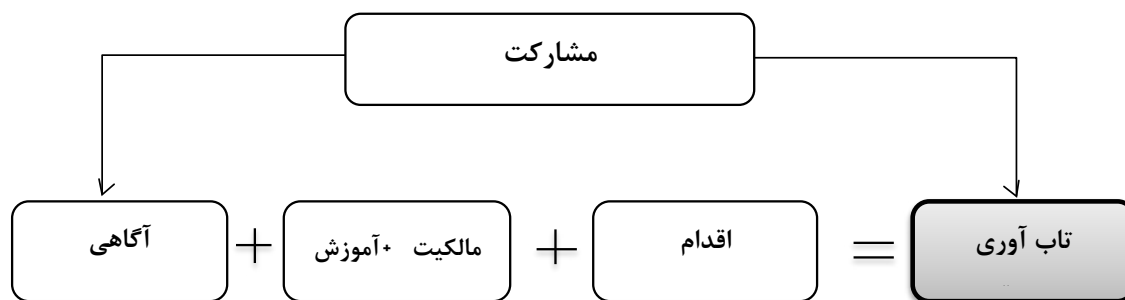 مشارکت
آگاهی
+
مالکیت +آموزش
+
اقدام
=
تاب آوری